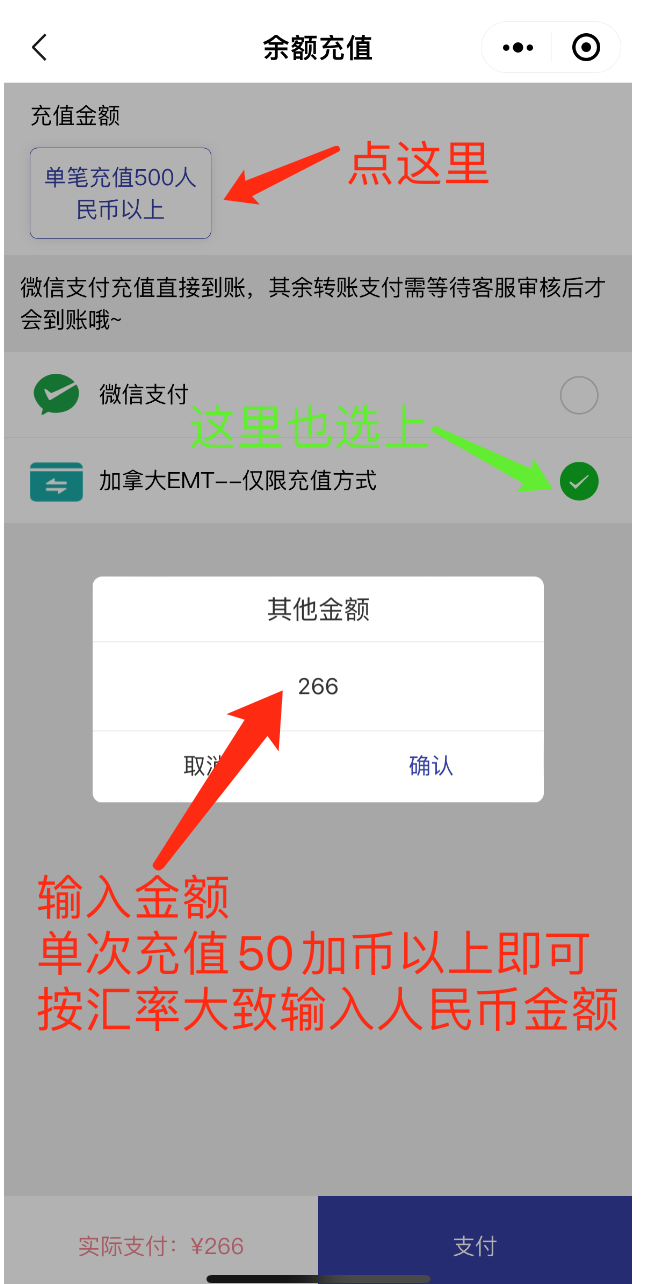 余额充值
充值金额
单笔充值500人
民币以上
点这里
微信支付充值直接到账，其余转账支付需等待客服审核后才
会到账哦~
微信支付
这里也选上
加拿大EMT--仅限充值方式
其他金额
266
取消
确认
输入金额
单次充值50加币以上即可
按汇率大致输入人民币金额
实际支付：¥266
支付